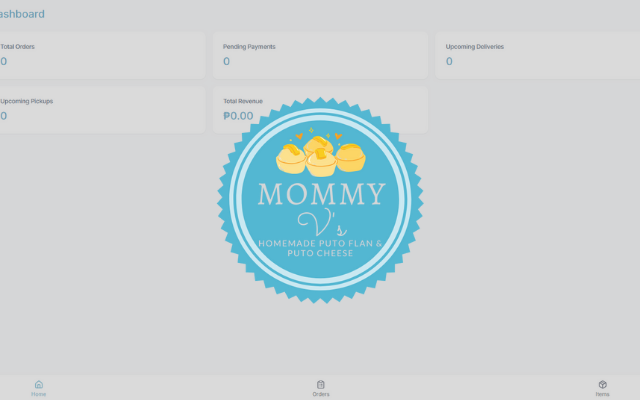 ashboard
Total Orders
0
Pending Payments
0
Upcoming Deliveries
0
Upcoming Pickups
0
Total Revenue
₱0.00
MOMMY
V's
HOMEMADE PUTO FLAN &
PUTO CHEESE
Home
Orders
Items